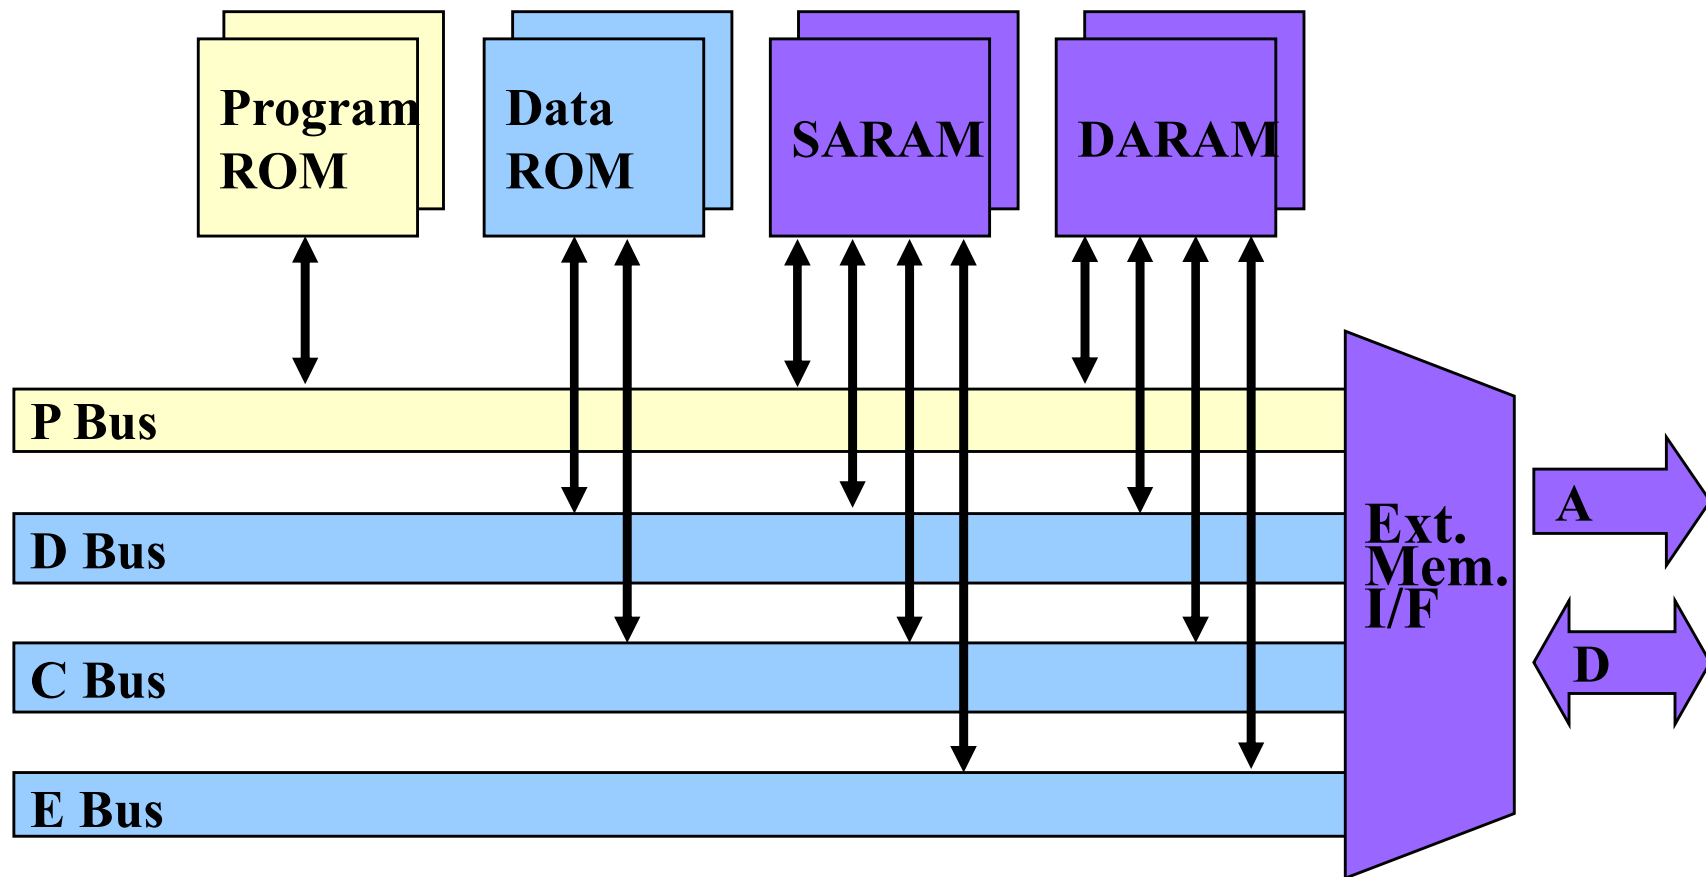 Program
ROM
Data
ROM
SARAM
DARAM
P Bus
D Bus
C Bus
E Bus
Ext.
Mem.
I/F
A
D